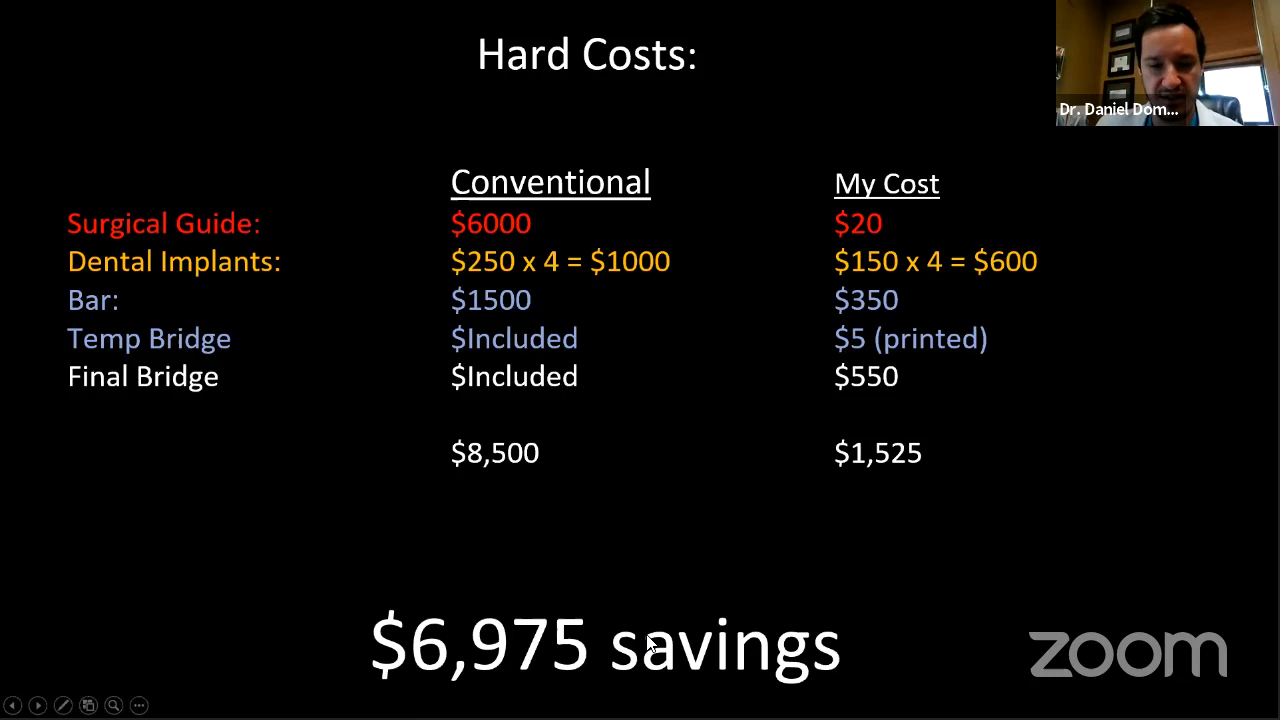 Hard Costs:
Dr. Daniel Dom...
Conventional My Cost
Surgical Guide: $6000 $20
Dental Implants: $250 x 4 = $1000 $150 x 4 = $600
Bar: $1500 $350
Temp Bridge $Included $5 (printed)
Final Bridge $Included $550
$8,500 $1,525
$6,975 savings
zoom